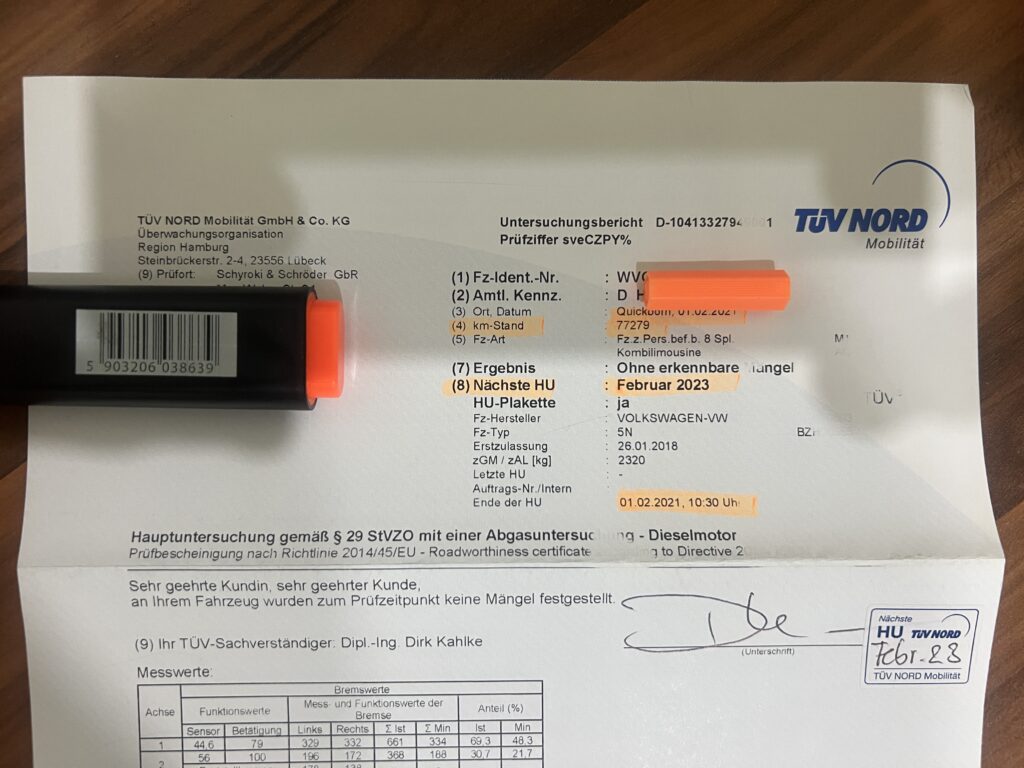 TÜV NORD Mobilität GmbH & Co. KG
Überwachungsorganisation
Region Hamburg
Steinbrückerstr. 2-4, 23556 Lübeck
(9) Prüfort: Schyroki & Schröder GbR
5 903206 038639
Untersuchungsbericht
Prüfziffer sveCZPY%
TÜV NORD
Mobilität
(1) Fz-Ident.-Nr. :
(2) Amtl. Kennz. : D H
(3) Ort, Datum : Quickborn, 01.02.2021
(4) km-Stand : 77279
(5) Fz-Art : Fz.z.Pers.bef.b. 8 Spl.
Kombilimousine
(7) Ergebnis : Ohne erkennbare
(8) Nächste HU : Februar 2023
HU-Plakette : ja
TÜV
Fz-Hersteller : VOLKSWAGEN-VW
Fz-Typ : 5N
Erstzulassung : 26.01.2018
zGM / zAL [kg] : 2320
Letzte HU : -
Auftrags-Nr./Intern
Ende der HU : 01.02.2021, 10:30
Hauptuntersuchung gemäß § 29 StVZO mit einer - Dieselmotor
Prüfbescheinigung nach Richtlinie 2014/45/EU - Roadworthiness certificate to Directive
Sehr geehrte Kundin, sehr geehrter Kunde,
an Ihrem Fahrzeug wurden zum Prüfzeitpunkt keine Mängel festgestellt.
(9) Ihr TÜV-Sachverständiger: Dipl.-Ing. Dirk Kahlke
(Unterschrift)
Nächste
HU TÜV NORD
Febr. 23
TÜV NORD Mobilität
Messwerte:
Achse Bremswerte
Funktionswerte Mess- und Funktionswerte der Bremse Anteil (%)
Sensor Betätigung Links Rechts Σ Ist Σ Min Ist Min
1 44.6 79 329 332 661 334 69.3 48.3
2 56 100 196 172 368 188 30.7 21.7